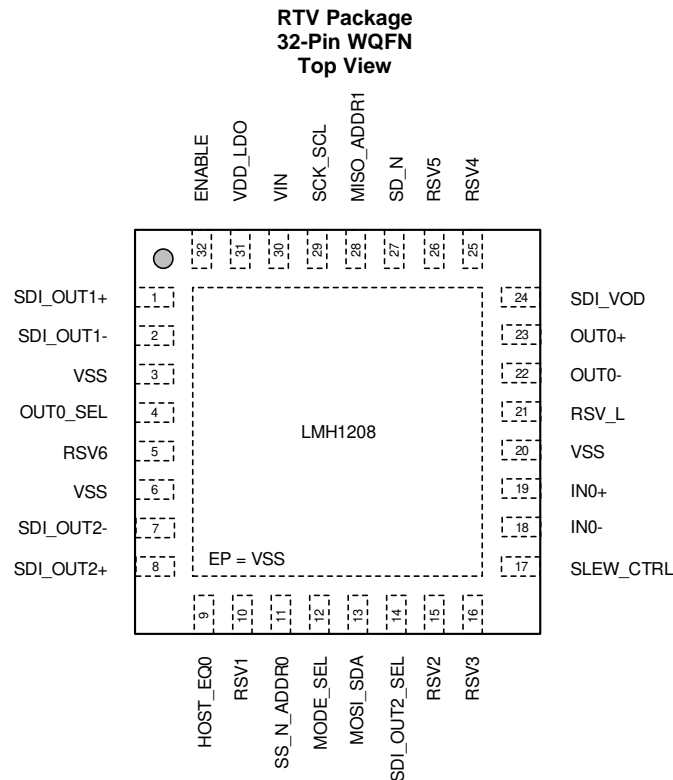 RTV Package
32-Pin WQFN
Top View
ENABLE
VDD_LDO
VIN
SCK_SCL
MISO_ADDR1
SD_N
RSV5
RSV4
32
31
30
29
28
27
26
25
SDI_OUT1+ 1
SDI_OUT1- 2
VSS 3
OUT0_SEL 4
RSV6 5
VSS 6
SDI_OUT2- 7
SDI_OUT2+ 8
LMH1208
EP = VSS
24 SDI_VOD
23 OUT0+
22 OUT0-
21 RSV_L
20 VSS
19 IN0+
18 IN0-
17 SLEW_CTRL
9
10
11
12
13
14
15
16
HOST_EQ0
RSV1
SS_N_ADDR0
MODE_SEL
MOSI_SDA
SDI_OUT2_SEL
RSV2
RSV3